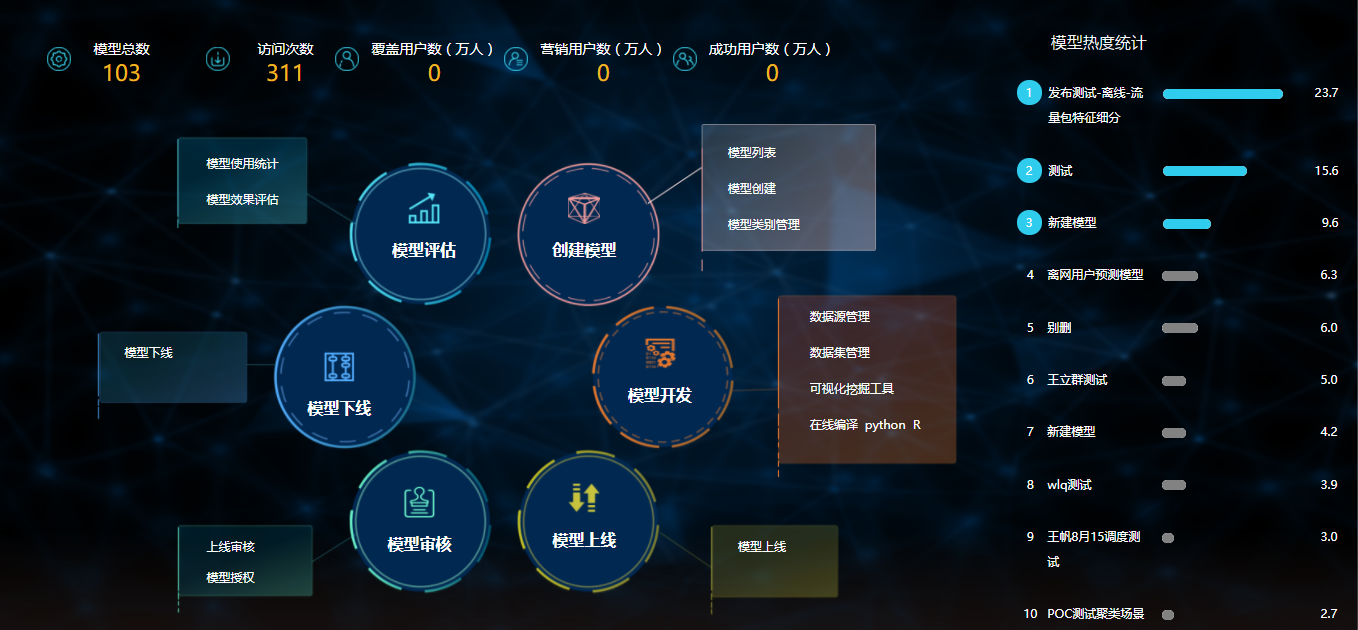 模型总数
103
访问次数
311
覆盖用户数（万人）
0
营销用户数（万人）
0
成功用户数（万人）
0
模型使用统计
模型效果评估
模型评估
创建模型
模型列表
模型创建
模型类别管理
模型下线
模型下线
模型开发
数据源管理
数据集管理
可视化挖掘工具
在线编译 python R
上线审核
模型授权
模型审核
模型上线
模型上线
模型热度统计
1 发布测试-离线-流 23.7
量包特征细分
2 测试 15.6
3 新建模型 9.6
4 离网用户预测模型 6.3
5 别删 6.0
6 王立群测试 5.0
7 新建模型 4.2
8 wlq测试 3.9
9 王帆8月15调度测 3.0
试
10 POC测试聚类场景 2.7